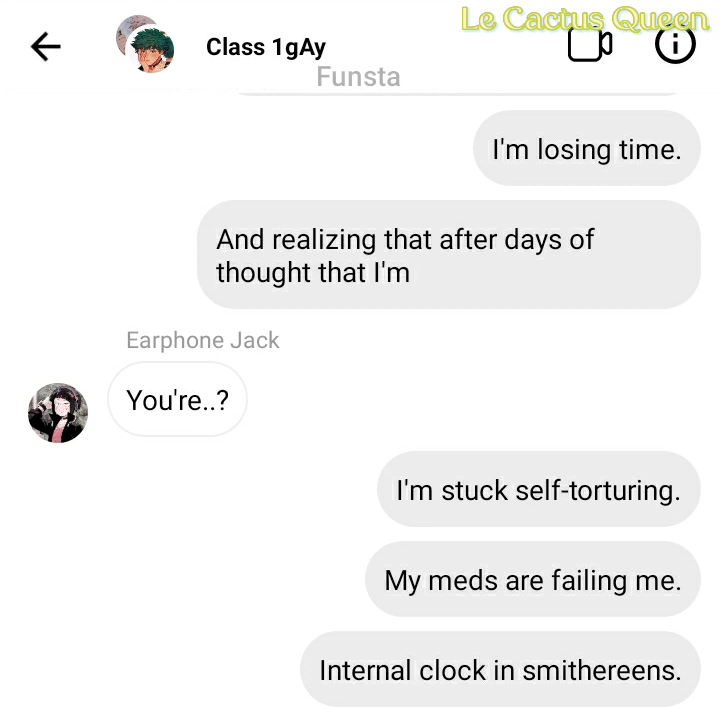 Le Cactus Queen
Class 1gAy
Funsta
I'm losing time.
And realizing that after days of
thought that I'm
Earphone Jack
You're..?
I'm stuck self-torturing.
My meds are failing me.
Internal clock in smithereens.